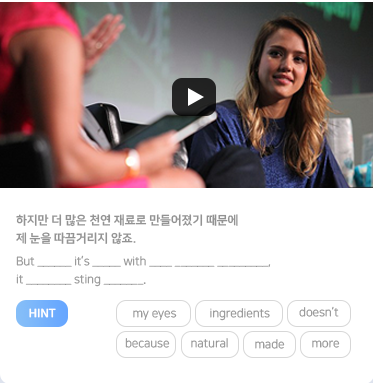 하지만 더 많은 천연 재료로 만들어졌기 때문에
제 눈을 따끔거리지 않죠.
But ______ it's _____ with ____ _______ _________,
it ________ sting _______.
HINT
my eyes
ingredients
doesn't
because
natural
made
more